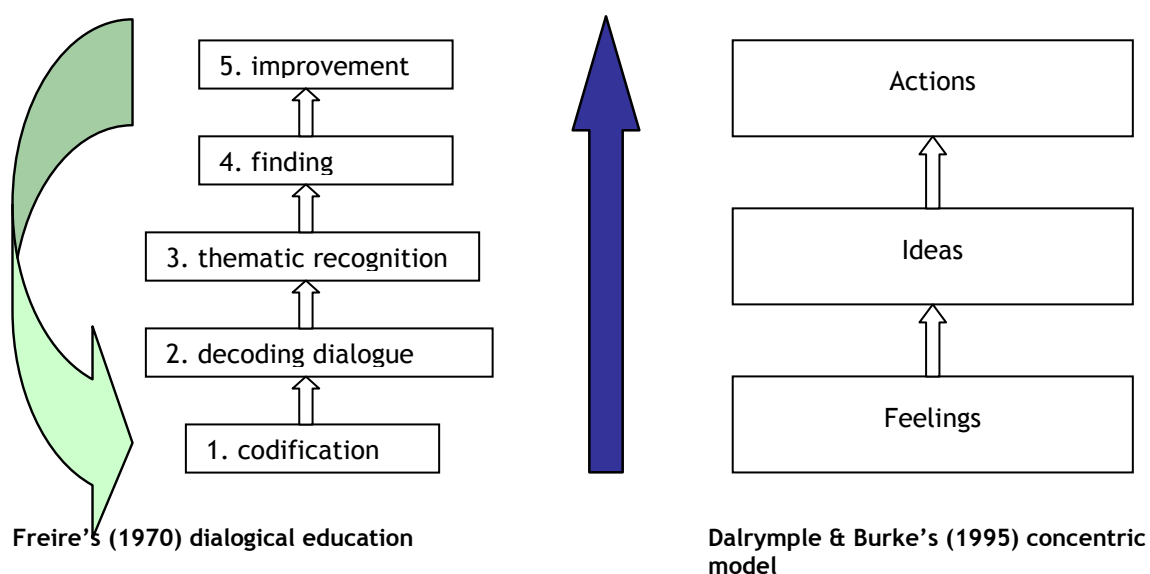 5. improvement
4. finding
3. thematic recognition
2. decoding dialogue
1. codification
Freire's (1970) dialogical education
Actions
Ideas
Feelings
Dalrymple & Burke's (1995) concentric
model